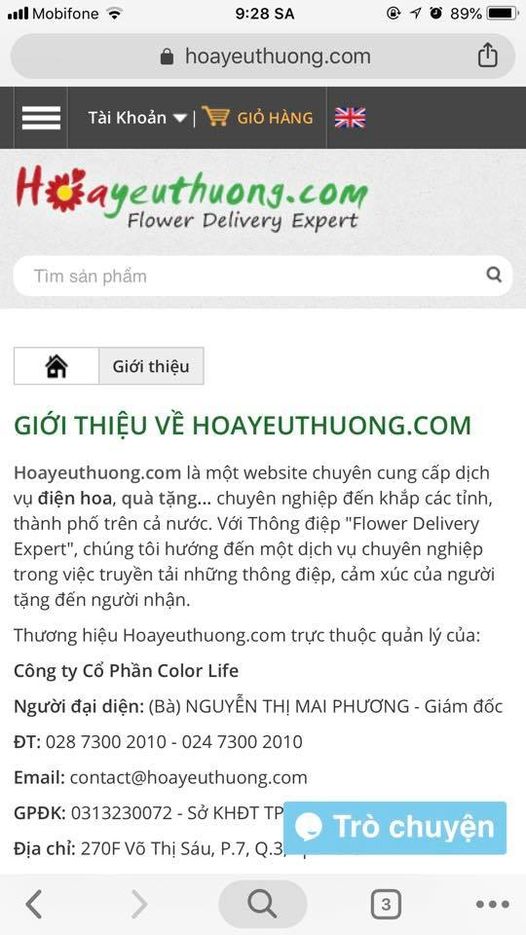 Mobifone 9:28 SA 89%
hoayeuthuong.com
Tài Khoản | GIỎ HÀNG
Hoayeuthuong.com
Flower Delivery Expert
Tìm sản phẩm
Giới thiệu
GIỚI THIỆU VỀ HOAYEUTHUONG.COM
Hoayeuthuong.com là một website chuyên cung cấp dịch
vụ điện hoa, quà tặng... chuyên nghiệp đến khắp các tỉnh,
thành phố trên cả nước. Với Thông điệp "Flower Delivery
Expert", chúng tôi hướng đến một dịch vụ chuyên nghiệp
trong việc truyền tải những thông điệp, cảm xúc của người
tặng đến người nhận.
Thương hiệu Hoayeuthuong.com trực thuộc quản lý của:
Công ty Cổ Phần Color Life
Người đại diện: (Bà) NGUYỄN THỊ MAI PHƯƠNG - Giám đốc
ĐT: 028 7300 2010 - 024 7300 2010
Email: contact@hoayeuthuong.com
GPĐK: 0313230072 - Sở KHĐT TP
Trò chuyện
Địa chỉ: 270F Võ Thị Sáu, P.7, Q.3,
3